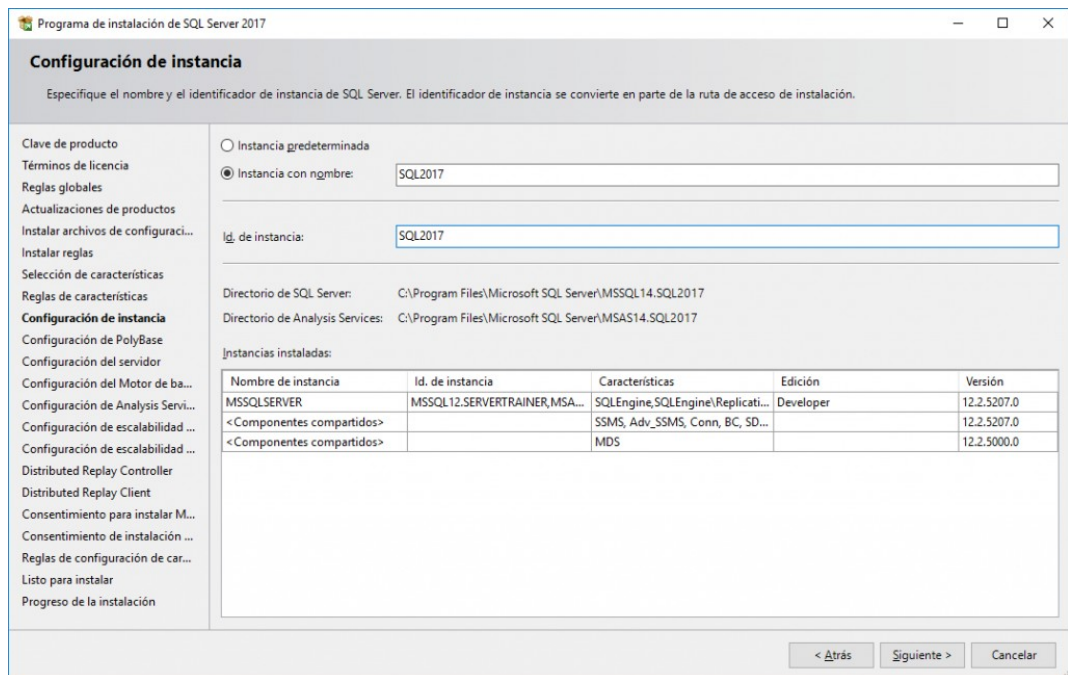 Programa de instalación de SQL Server 2017
Configuración de instancia
Especifique el nombre y el identificador de instancia de SQL Server. El identificador de instancia se convierte en parte de la ruta de acceso de instalación.
Clave de producto
Términos de licencia
Reglas globales
Actualizaciones de productos
Instalar archivos de configuraci...
Instalar reglas
Selección de características
Reglas de características
Configuración de instancia
Configuración de PolyBase
Configuración del servidor
Configuración del Motor de ba...
Configuración de Analysis Servi...
Configuración de escalabilidad ...
Configuración de escalabilidad ...
Distributed Replay Controller
Distributed Replay Client
Consentimiento para instalar M...
Consentimiento de instalación ...
Reglas de configuración de car...
Listo para instalar
Progreso de la instalación
Instancia predeterminada
Instancia con nombre: SQL2017
Id. de instancia: SQL2017
Directorio de SQL Server: C:\Program Files\Microsoft SQL Server\MSSQL14.SQL2017
Directorio de Analysis Services: C:\Program Files\Microsoft SQL Server\MSAS14.SQL2017
Instancias instaladas:
Nombre de instancia Id. de instancia Características Edición Versión
MSSQLSERVER MSSQL12.SERVERTRAINER,MSA... SQLEngine,SQLEngine\Replicati... Developer 12.2.5207.0
<Componentes compartidos> SSMS, Adv_SSMS, Conn, BC, SD... 12.2.5207.0
<Componentes compartidos> MDS 12.2.5000.0
< Atrás Siguiente > Cancelar